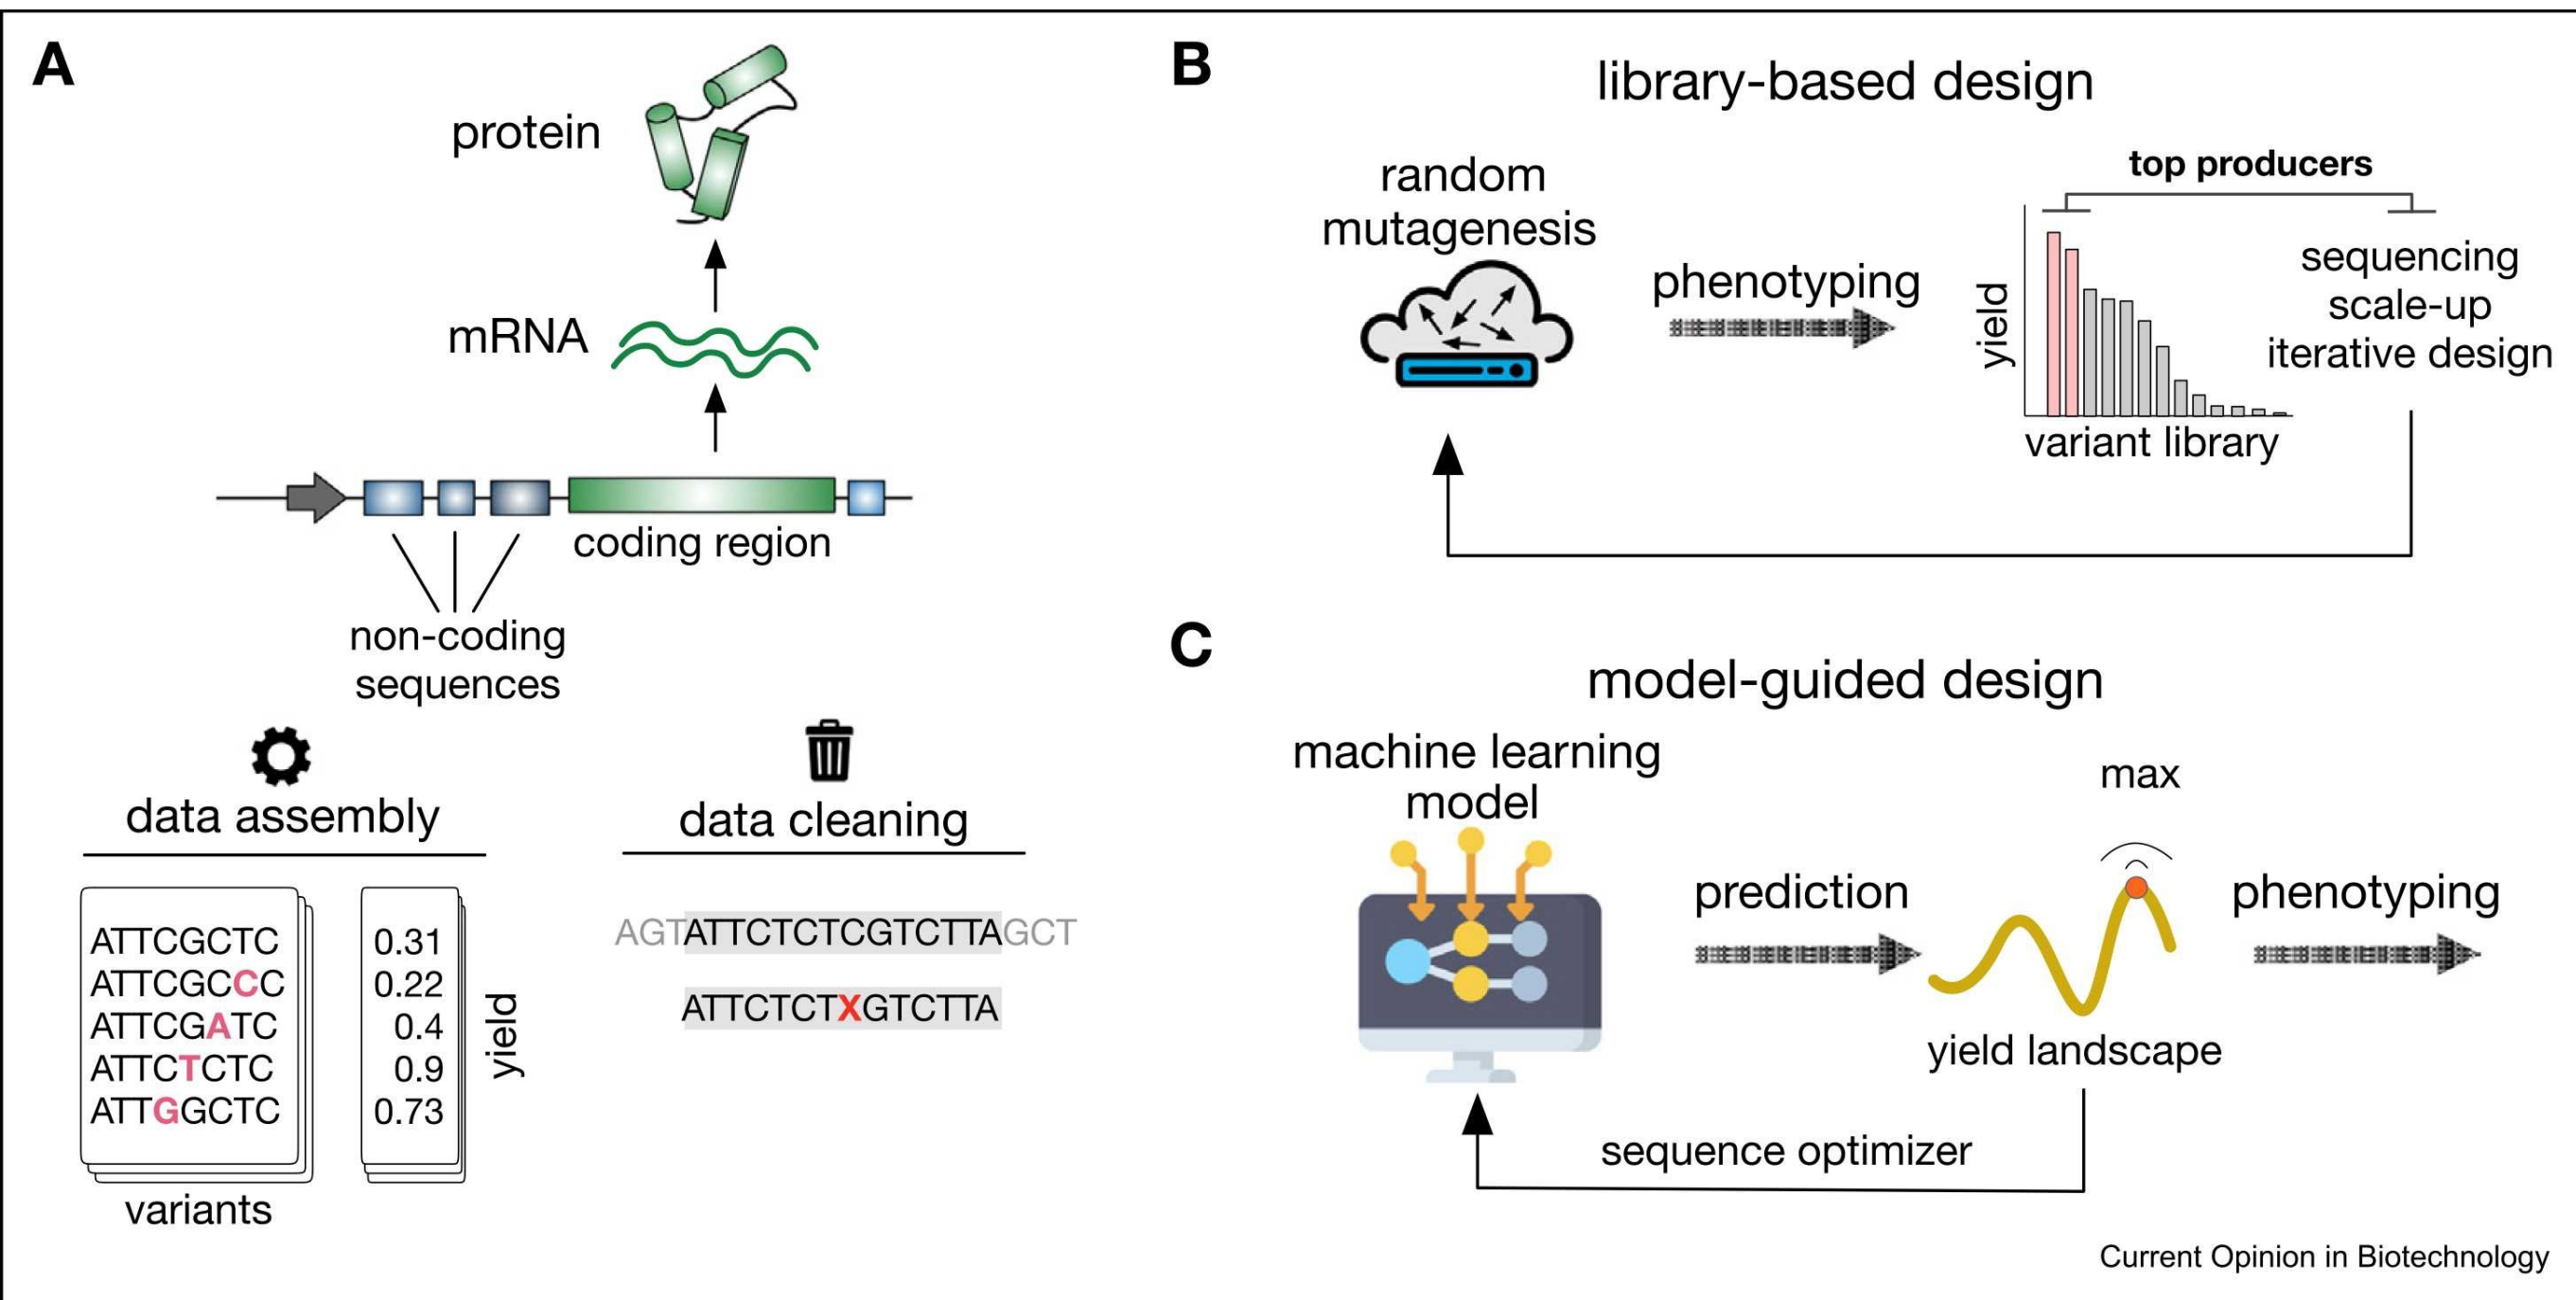 A
protein
mRNA
coding region
non-coding
sequences
data assembly
ATTCGCTC
ATTCGCCC
ATTCGATC
ATTCTCTC
ATTGGCTC
variants
0.31
0.22
0.4
0.9
0.73
yield
data cleaning
AGTATTCTCTCGTCTTAGCT
ATTCTCTXGTCTTA
B
library-based design
random
mutagenesis
phenotyping
top producers
yield
variant library
sequencing
scale-up
iterative design
C
model-guided design
machine learning
model
prediction
max
yield landscape
phenotyping
sequence optimizer
Current Opinion in Biotechnology